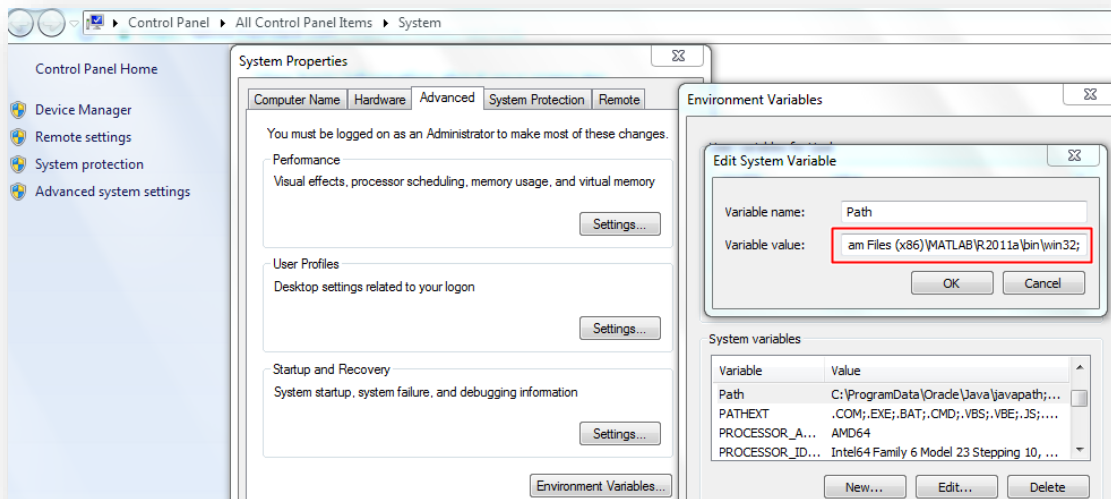 Control Panel ▸ All Control Panel Items ▸ System
Control Panel Home
Device Manager
Remote settings
System protection
Advanced system settings
System Properties
Computer Name Hardware Advanced System Protection Remote
You must be logged on as an Administrator to make most of these changes.
Performance
Visual effects, processor scheduling, memory usage, and virtual memory
Settings...
User Profiles
Desktop settings related to your logon
Settings...
Startup and Recovery
System startup, system failure, and debugging information
Settings...
Environment Variables...
Environment Variables
Edit System Variable
Variable name: Path
Variable value: am Files (x86)\MATLAB\R2011a\bin\win32;
OK Cancel
System variables
Variable Value
Path C:\ProgramData\Oracle\Java\javapath;...
PATHEXT .COM;.EXE;.BAT;.CMD;.VBS;.VBE;.JS;....
PROCESSOR_A... AMD64
PROCESSOR_ID... Intel64 Family 6 Model 23 Stepping 10, ...
New... Edit... Delete